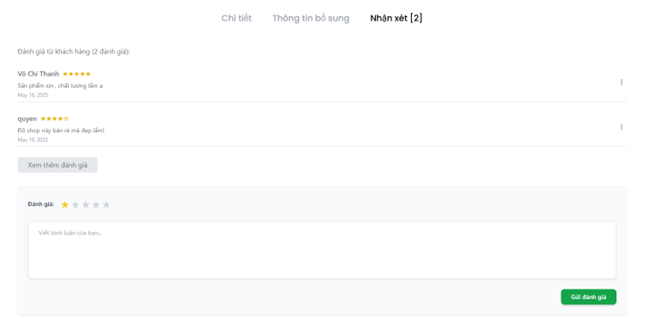 Chi tiết Thông tin bổ sung Nhận xét [2]
Đánh giá từ khách hàng (2 đánh giá):
Võ Chí Thanh ★★★★★
Sản phẩm xịn , chất lượng lắm ạ
May 16, 2025
quyen ★★★★☆
Đồ shop này bán rẻ mà đẹp lắm!
May 16, 2025
Xem thêm đánh giá
Đánh giá: ★★★★★
Viết bình luận của bạn...
Gửi đánh giá